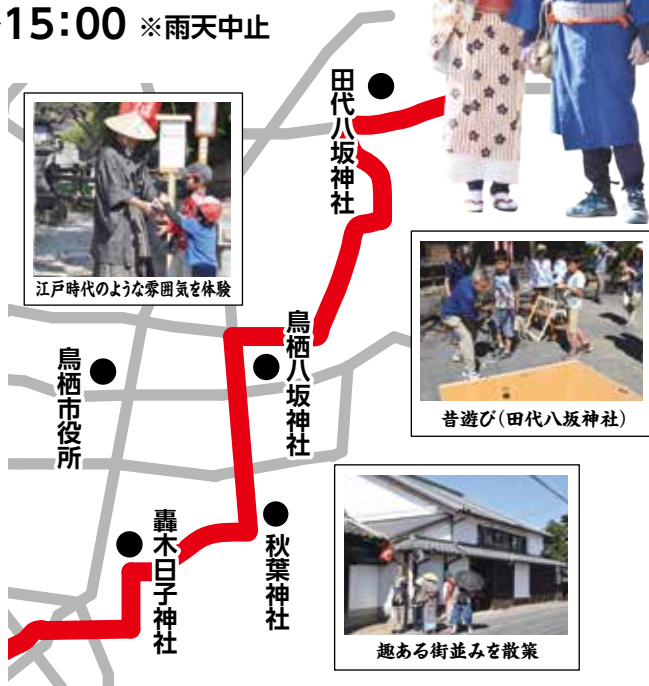 15:00 ※雨天中止
田代八坂神社
江戸時代のような雰囲気を体験
鳥栖八坂神社
昔遊び(田代八坂神社)
鳥栖市役所
轟木日子神社
秋葉神社
趣ある街並みを散策